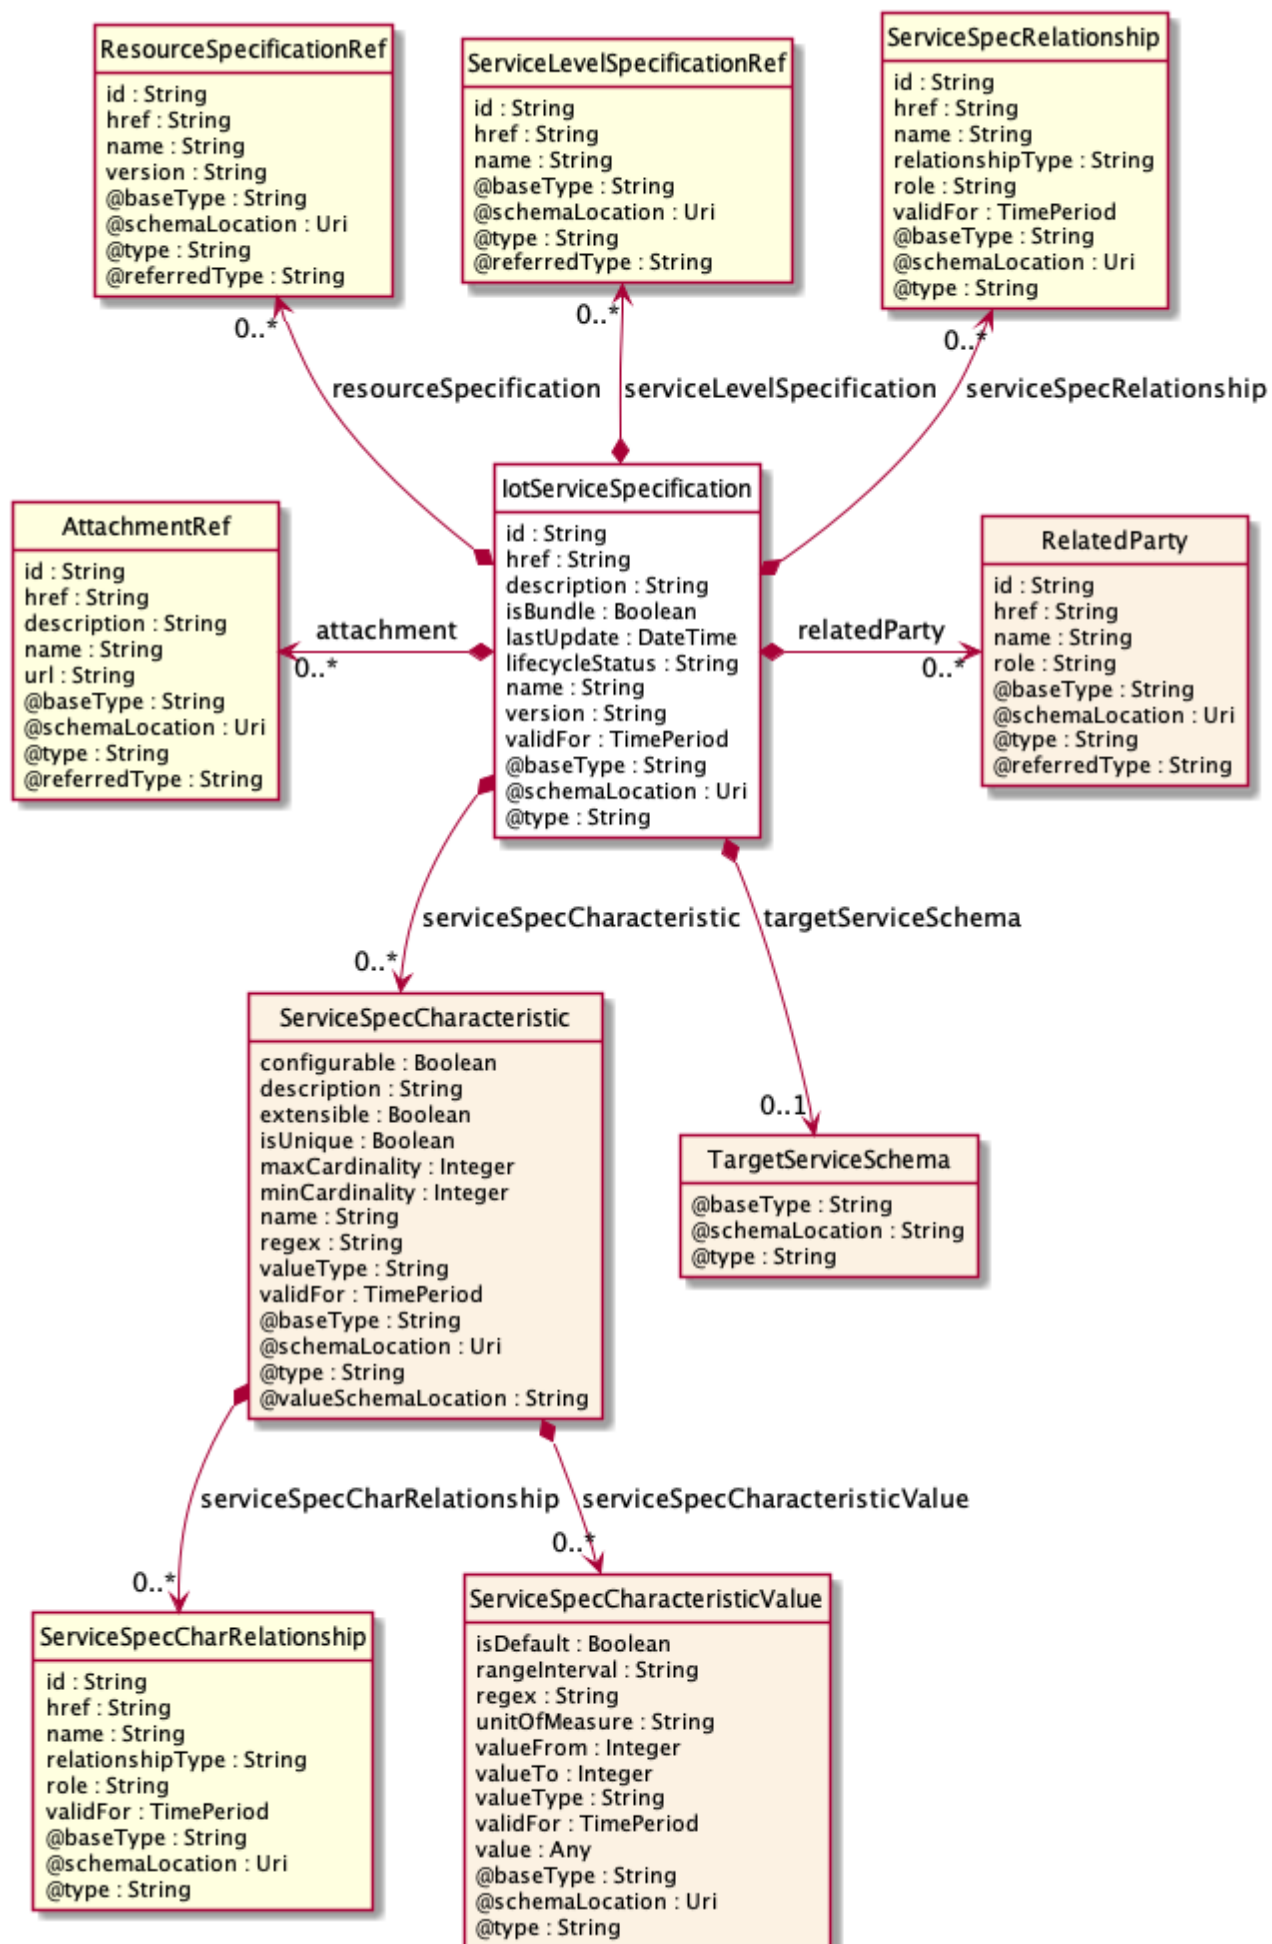 ResourceSpecificationRef
id : String
href : String
name : String
version : String
@baseType : String
@schemaLocation : Uri
@type : String
@referredType : String
ServiceLevelSpecificationRef
id : String
href : String
name : String
@baseType : String
@schemaLocation : Uri
@type : String
@referredType : String
ServiceSpecRelationship
id : String
href : String
name : String
relationshipType : String
role : String
validFor : TimePeriod
@baseType : String
@schemaLocation : Uri
@type : String
0..*
0..*
0..*
resourceSpecification
serviceLevelSpecification
serviceSpecRelationship
AttachmentRef
id : String
href : String
description : String
name : String
url : String
@baseType : String
@schemaLocation : Uri
@type : String
@referredType : String
attachment
0..*
IotServiceSpecification
id : String
href : String
description : String
isBundle : Boolean
lastUpdate : DateTime
lifecycleStatus : String
name : String
version : String
validFor : TimePeriod
@baseType : String
@schemaLocation : Uri
@type : String
relatedParty
0..*
RelatedParty
id : String
href : String
name : String
role : String
@baseType : String
@schemaLocation : Uri
@type : String
@referredType : String
serviceSpecCharacteristic
targetServiceSchema
0..*
ServiceSpecCharacteristic
configurable : Boolean
description : String
extensible : Boolean
isUnique : Boolean
maxCardinality : Integer
minCardinality : Integer
name : String
regex : String
valueType : String
validFor : TimePeriod
@baseType : String
@schemaLocation : Uri
@type : String
@valueSchemaLocation : String
0..1
TargetServiceSchema
@baseType : String
@schemaLocation : String
@type : String
serviceSpecCharRelationship
serviceSpecCharacteristicValue
0..*
0..*
ServiceSpecCharRelationship
id : String
href : String
name : String
relationshipType : String
role : String
validFor : TimePeriod
@baseType : String
@schemaLocation : Uri
@type : String
ServiceSpecCharacteristicValue
isDefault : Boolean
rangeInterval : String
regex : String
unitOfMeasure : String
valueFrom : Integer
valueTo : Integer
valueType : String
validFor : TimePeriod
value : Any
@baseType : String
@schemaLocation : Uri
@type : String